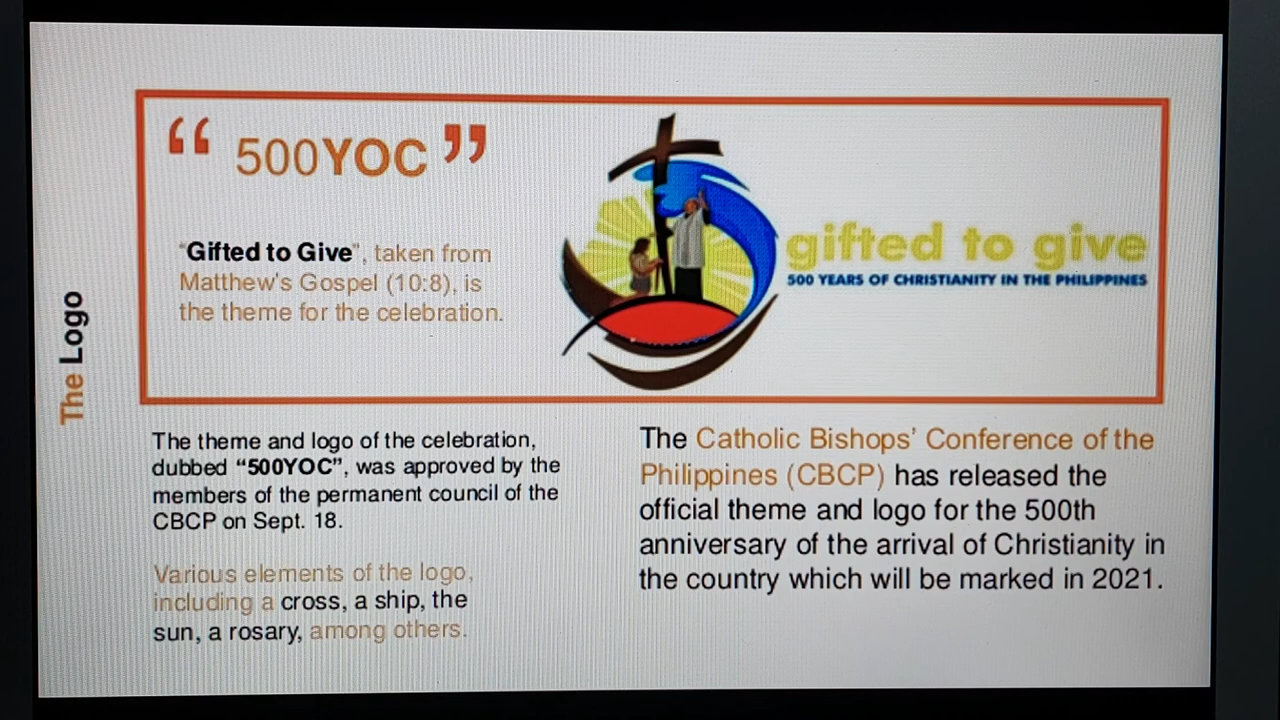 The Logo
“ 500YOC ”
"Gifted to Give", taken from
Matthew's Gospel (10:8), is
the theme for the celebration.
gifted to give
500 YEARS OF CHRISTIANITY IN THE PHILIPPINES
The theme and logo of the celebration,
dubbed “500YOC”, was approved by the
members of the permanent council of the
CBCP on Sept. 18.
Various elements of the logo,
including a cross, a ship, the
sun, a rosary, among others.
The Catholic Bishops’ Conference of the
Philippines (CBCP) has released the
official theme and logo for the 500th
anniversary of the arrival of Christianity in
the country which will be marked in 2021.